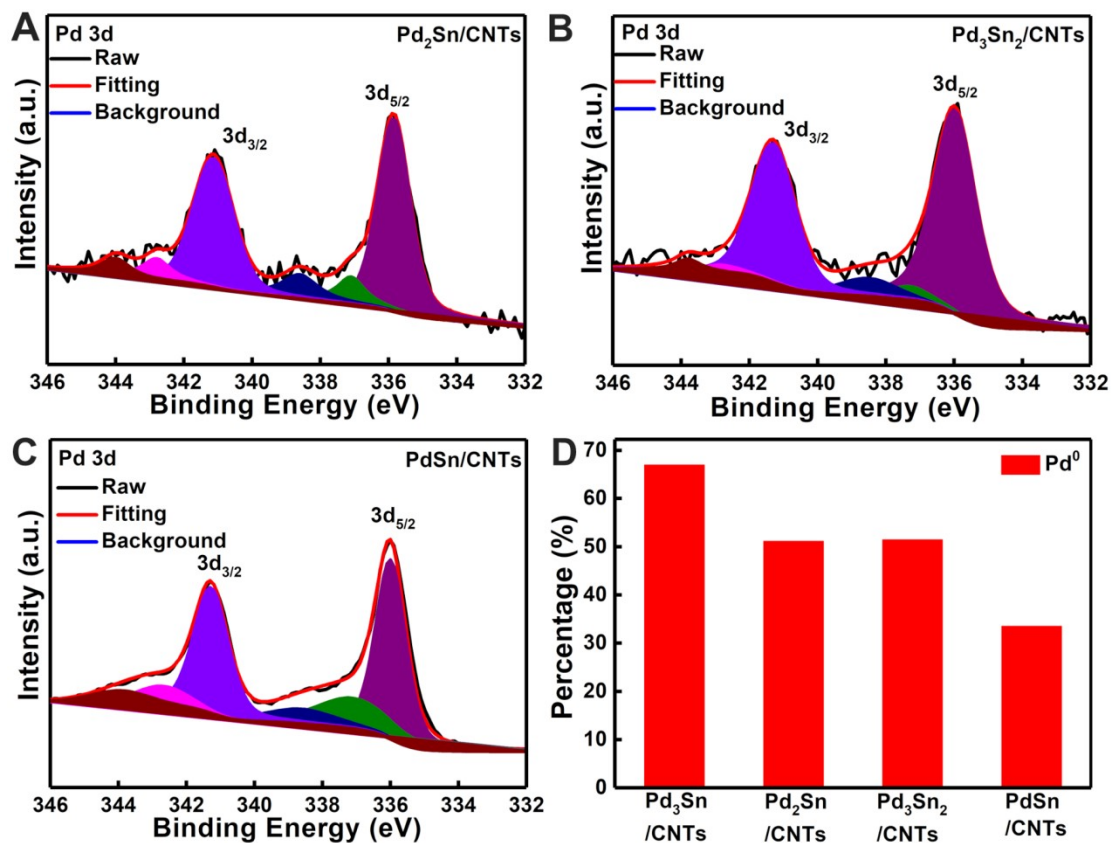 A
Pd 3d
Pd₂Sn/CNTs
Raw
Fitting
Background
3d₃/₂
3d₅/₂
Intensity (a.u.)
346 344 342 340 338 336 334 332
Binding Energy (eV)
B
Pd 3d
Pd₃Sn₂/CNTs
Raw
Fitting
Background
3d₃/₂
3d₅/₂
Intensity (a.u.)
346 344 342 340 338 336 334 332
Binding Energy (eV)
C
Pd 3d
PdSn/CNTs
Raw
Fitting
Background
3d₃/₂
3d₅/₂
Intensity (a.u.)
346 344 342 340 338 336 334 332
Binding Energy (eV)
D
Pd⁰
Percentage (%)
70
60
50
40
30
20
10
0
Pd₃Sn Pd₂Sn Pd₃Sn₂ PdSn
/CNTs /CNTs /CNTs /CNTs